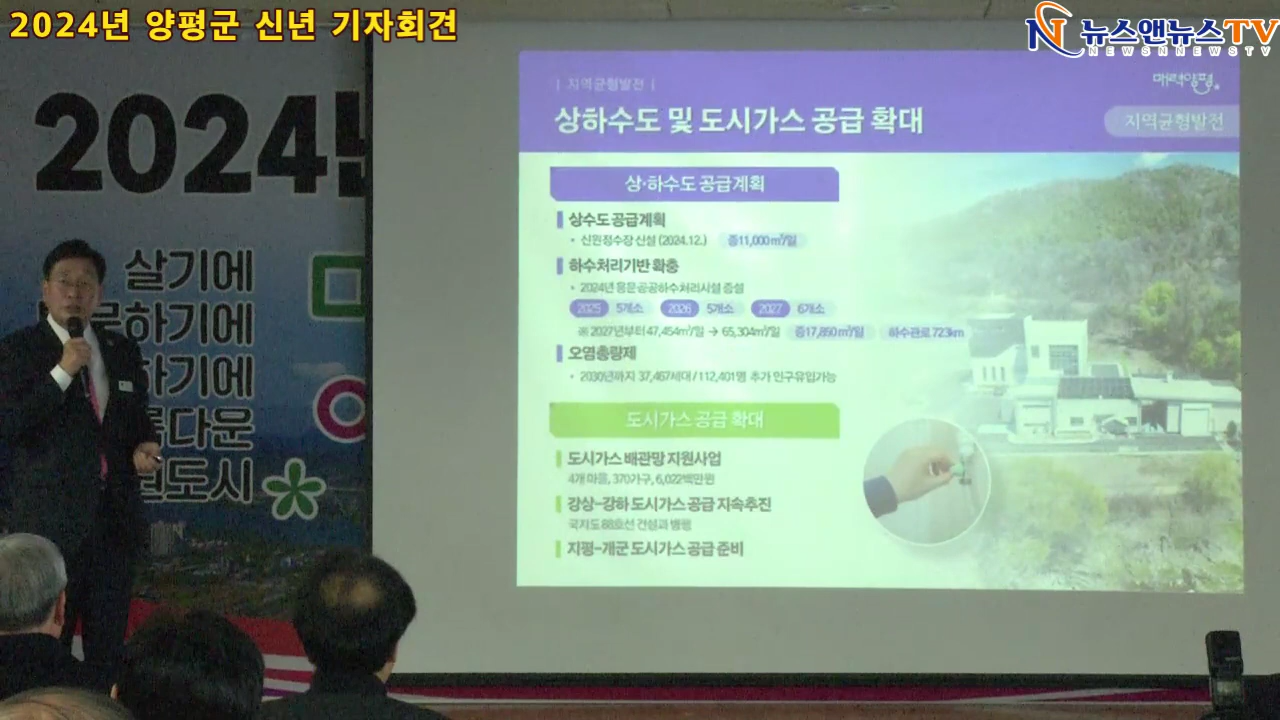 2024년 양평군 신년 기자회견
뉴스앤뉴스TV
NEWSNNEWSTV
2024년
살기에
하기에
하기에
다운
도시
| 지역균형발전 |
매력양평
상하수도 및 도시가스 공급 확대
지역균형발전
상·하수도 공급계획
상수도 공급계획
• 신원정수장 신설 (2024.12.) 증11,000㎥/일
하수처리기반 확충
• 2024년 용문공공하수처리시설 증설
2025 5개소 2026 5개소 2027 6개소
※ 2027년부터 47,454㎥/일 → 65,304㎥/일 증17,850㎥/일 하수관로 72.3km
오염총량제
• 2030년까지 37,467세대 / 112,401명 추가 인구유입가능
도시가스 공급 확대
도시가스 배관망 지원사업
4개 마을, 370가구, 6,022백만원
강상-강하 도시가스 공급 지속추진
국지도 88호선 건설과 병행
지평-개군 도시가스 공급 준비